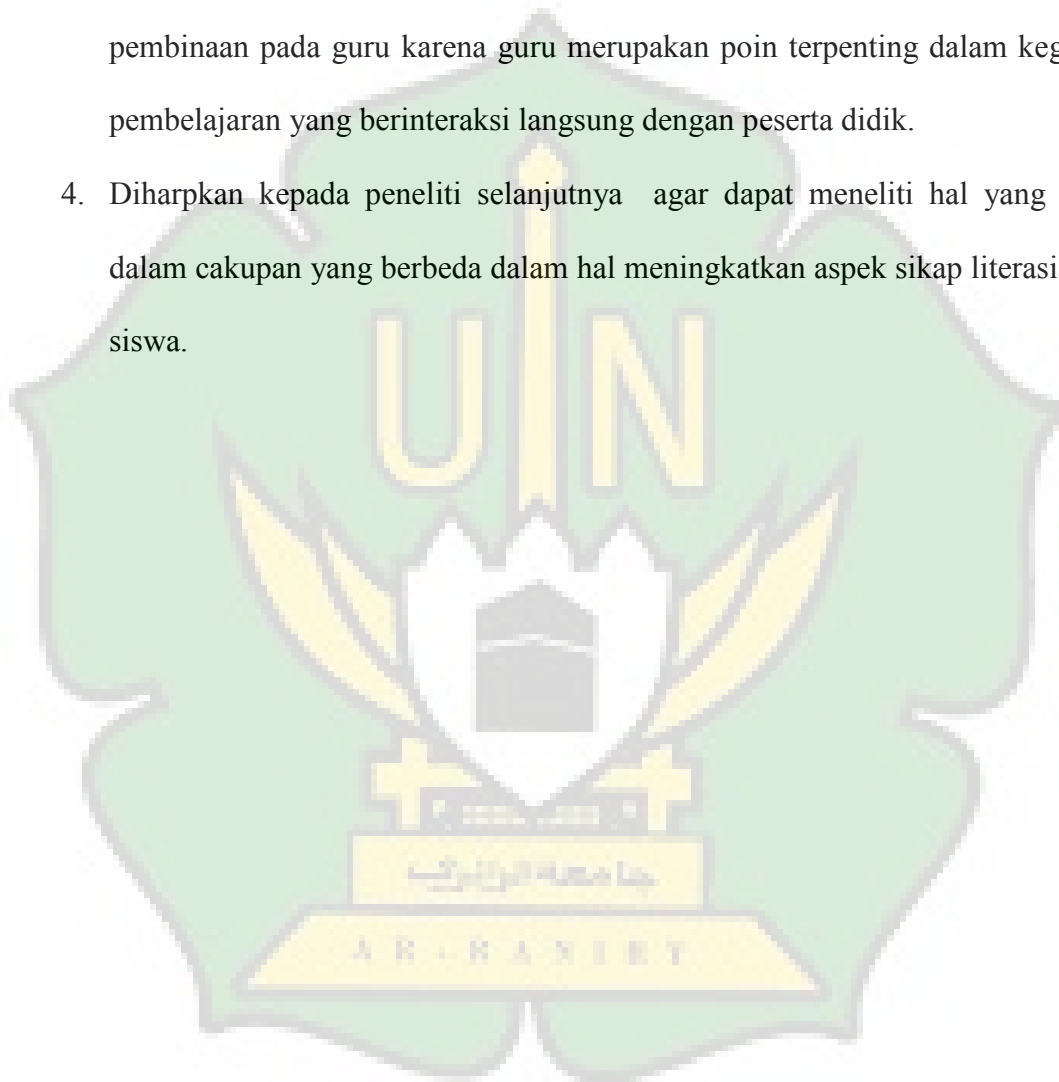 pembinaan pada guru karena guru merupakan poin terpenting dalam keg
pembelajaran yang berinteraksi langsung dengan peserta didik.
4. Diharpkan kepada peneliti selanjutnya agar dapat meneliti hal yang
dalam cakupan yang berbeda dalam hal meningkatkan aspek sikap literasi
siswa.
UIN
جامعة الرانري
AR-RANIRY